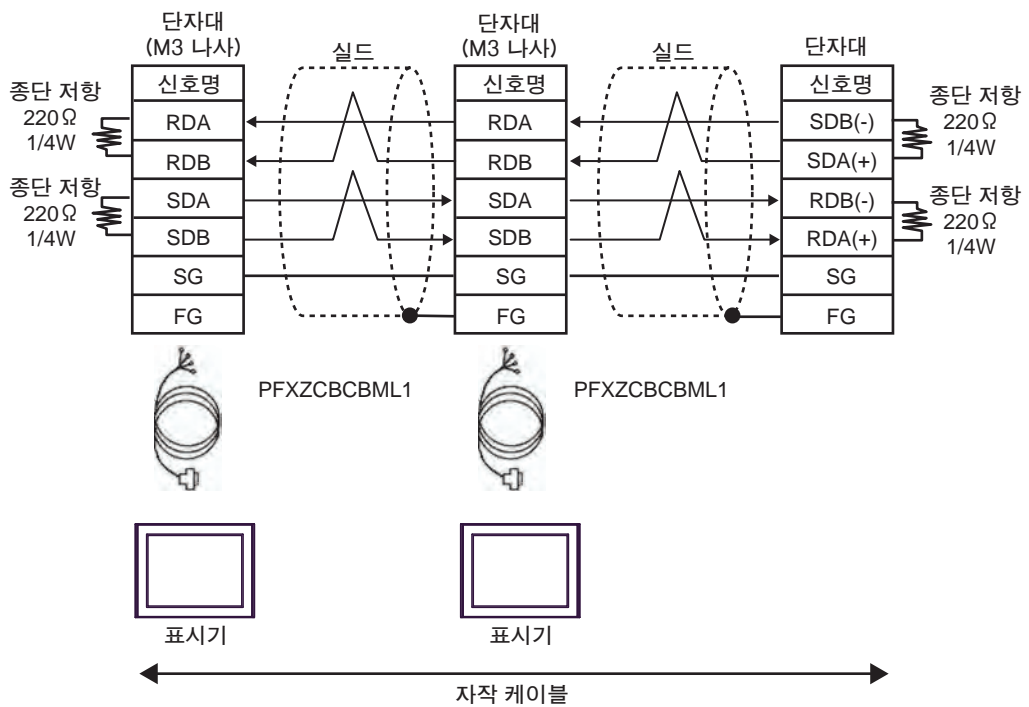 단자대
(M3 나사)
실드
단자대
(M3 나사)
실드
단자대
종단 저항
220Ω
1/4W
종단 저항
220Ω
1/4W
신호명
RDA
RDB
SDA
SDB
SG
FG
신호명
RDA
RDB
SDA
SDB
SG
FG
신호명
SDB(-)
SDA(+)
RDB(-)
RDA(+)
SG
FG
종단 저항
220Ω
1/4W
종단 저항
220Ω
1/4W
PFXZCBCBML1
PFXZCBCBML1
표시기
표시기
자작 케이블